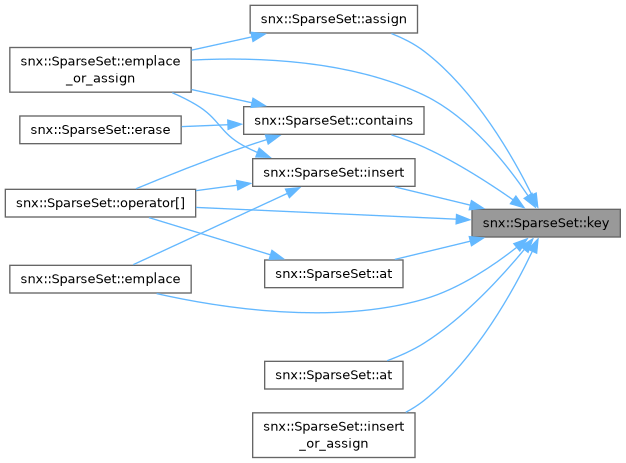 snx::SparseSet::assign
snx::SparseSet::emplace
_or_assign
snx::SparseSet::contains
snx::SparseSet::erase
snx::SparseSet::insert
snx::SparseSet::operator[]
snx::SparseSet::key
snx::SparseSet::at
snx::SparseSet::emplace
snx::SparseSet::at
snx::SparseSet::insert
_or_assign